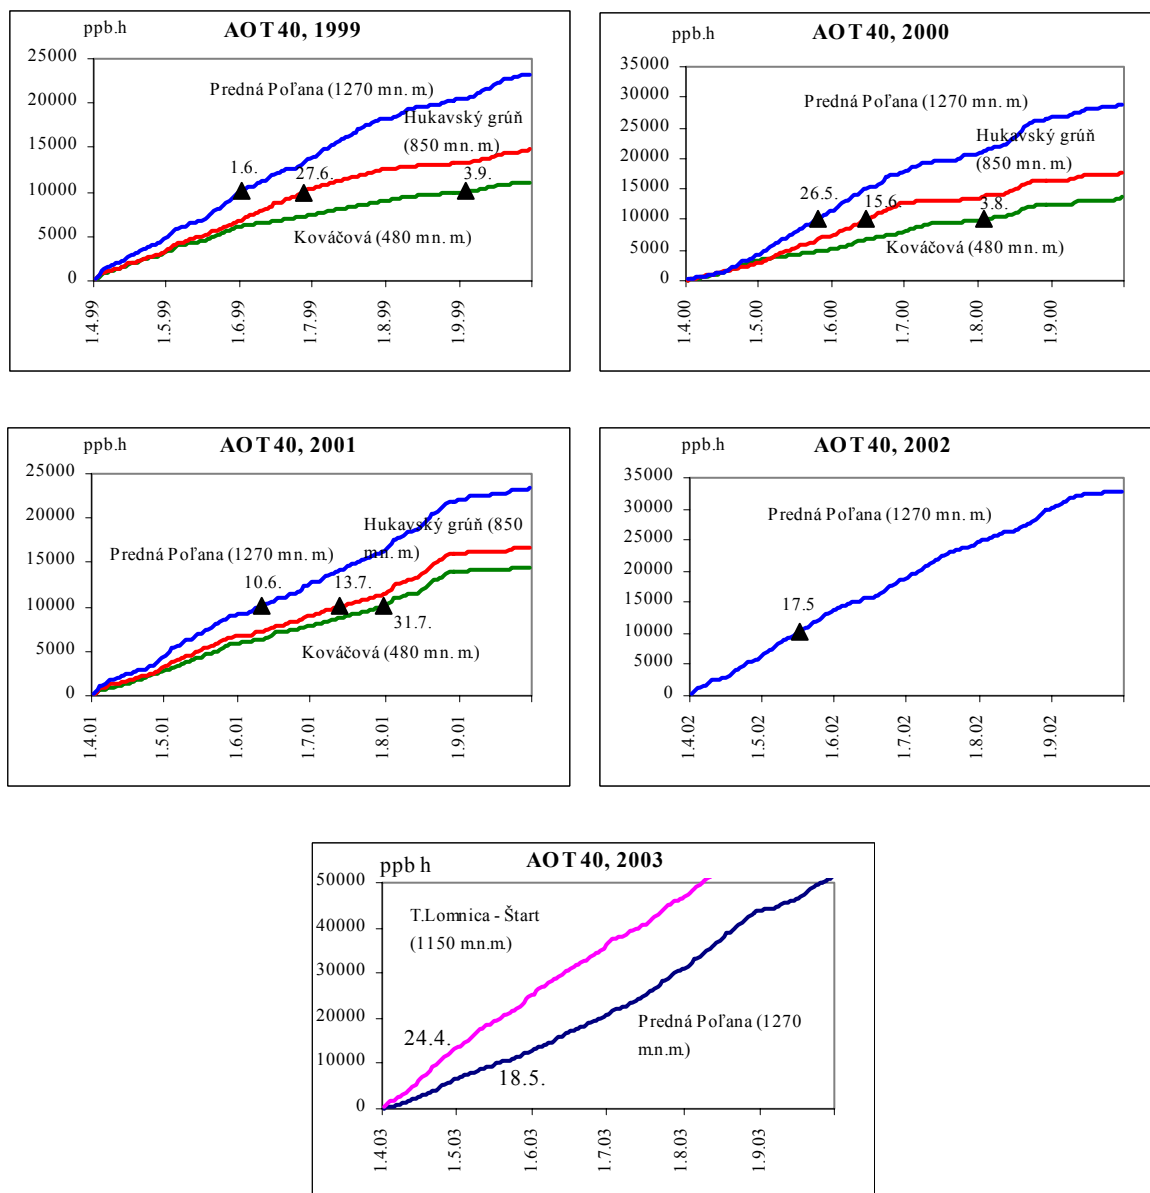 ppb.h
AOT40, 1999
25000
20000
15000
10000
5000
0
Predná Poľana (1270 mn. m.)
Hukavský grúň
(850 mn. m.)
1.6.
27.6.
3.9.
Kováčová (480 mn. m.)
1.4.99
1.5.99
1.6.99
1.7.99
1.8.99
1.9.99
ppb.h
AOT40, 2000
35000
30000
25000
20000
15000
10000
5000
0
Predná Poľana (1270 mn. m.)
Hukavský grúň
(850 mn. m.)
26.5.
15.6.
3.8.
Kováčová (480 mn. m.)
1.4.00
1.5.00
1.6.00
1.7.00
1.8.00
1.9.00
ppb.h
AOT40, 2001
25000
20000
15000
10000
5000
0
Hukavský grúň (850
mn. m.)
Predná Poľana (1270 mn. m.)
10.6.
13.7.
31.7.
Kováčová (480 mn. m.)
1.4.01
1.5.01
1.6.01
1.7.01
1.8.01
1.9.01
ppb.h
AOT40, 2002
35000
30000
25000
20000
15000
10000
5000
0
Predná Poľana (1270 mn. m.)
17.5
1.4.02
1.5.02
1.6.02
1.7.02
1.8.02
1.9.02
ppb h
AOT40, 2003
50000
40000
30000
20000
10000
0
T.Lomnica - Štart
(1150 m.n.m.)
24.4.
18.5.
Predná Poľana (1270
m.n.m.)
1.4.03
1.5.03
1.6.03
1.7.03
1.8.03
1.9.03